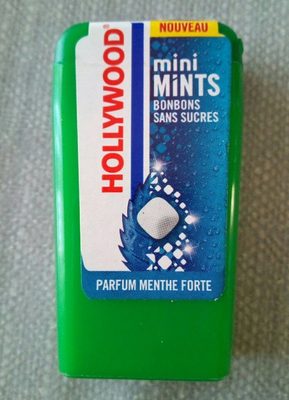 NOUVEAU
HOLLYWOOD®
mini
MiNTS
BONBONS
SANS SUCRES
PARFUM MENTHE FORTE